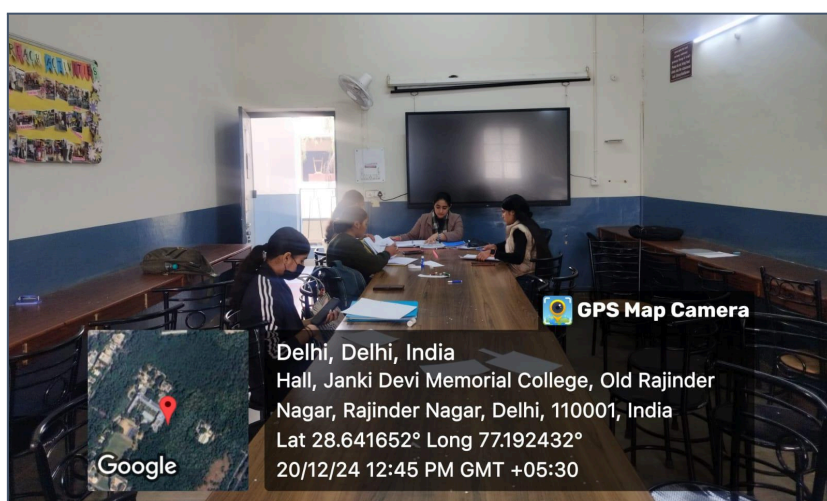 GPS Map Camera
Delhi, Delhi, India
Hall, Janki Devi Memorial College, Old Rajinder
Nagar, Rajinder Nagar, Delhi, 110001, India
Lat 28.641652° Long 77.192432°
20/12/24 12:45 PM GMT +05:30
Google